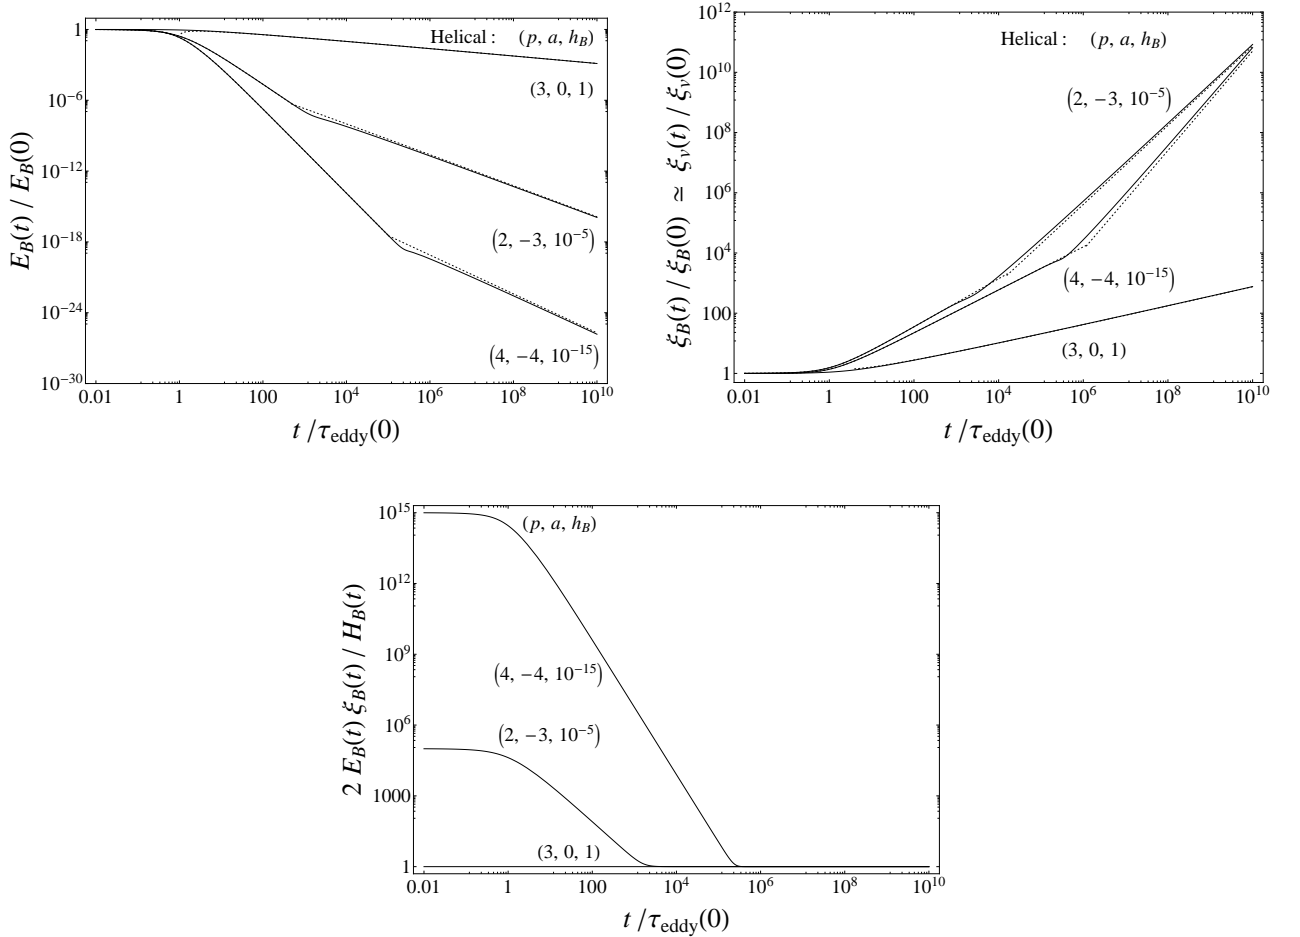 Helical : (p, a, h_B)
1
10^−6
10^−12
10^−18
10^−24
10^−30
(3, 0, 1)
(2, −3, 10^−5)
(4, −4, 10^−15)
E_B(t) / E_B(0)
0.01 1 100 10^4 10^6 10^8 10^10
t / τ_eddy(0)
Helical : (p, a, h_B)
10^12
10^10
10^8
10^6
10^4
100
1
(2, −3, 10^−5)
(4, −4, 10^−15)
(3, 0, 1)
ξ_B(t) / ξ_B(0) ≃ ξ_v(t) / ξ_v(0)
0.01 1 100 10^4 10^6 10^8 10^10
t / τ_eddy(0)
(p, a, h_B)
10^15
10^12
10^9
10^6
1000
1
(4, −4, 10^−15)
(2, −3, 10^−5)
(3, 0, 1)
2 E_B(t) ξ_B(t) / H_B(t)
0.01 1 100 10^4 10^6 10^8 10^10
t / τ_eddy(0)